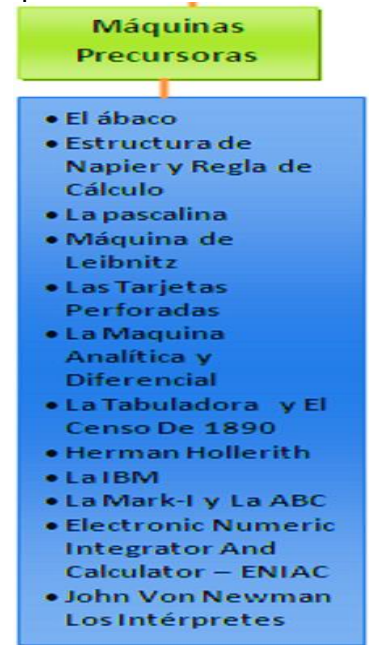 Máquinas
Precursoras
• El ábaco
• Estructura de
Napier y Regla de
Cálculo
• La pascalina
• Máquina de
Leibnitz
• Las Tarjetas
Perforadas
• La Maquina
Analítica y
Diferencial
• La Tabuladora y El
Censo De 1890
• Herman Hollerith
• La IBM
• La Mark-I y La ABC
• Electronic Numeric
Integrator And
Calculator – ENIAC
• John Von Newman
Los Intérpretes